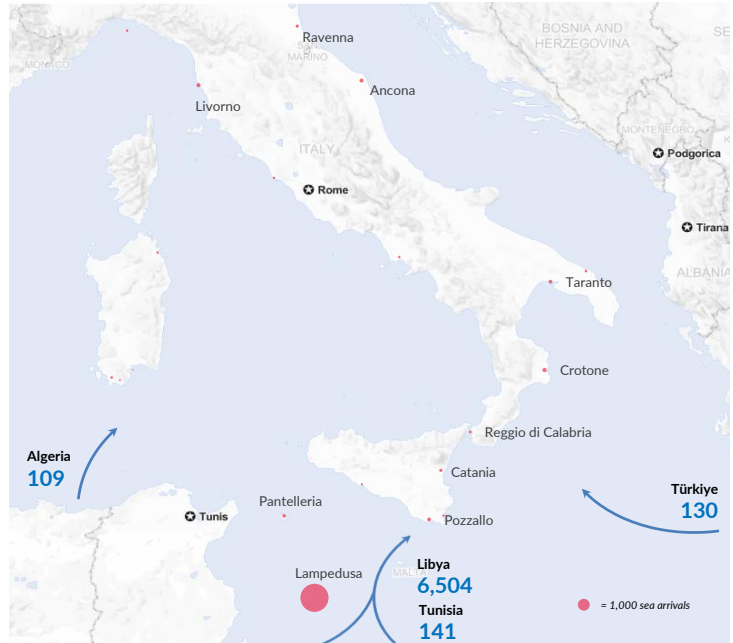 BOSNIA AND
HERZEGOVINA
SE
Ravenna
SAN
MARINO
MONACO
Ancona
Livorno
MONTENEGRO
ITALY
Podgorica
Rome
Tirana
ALBANIA
Taranto
Crotone
Reggio di Calabria
Algeria
109
Catania
Türkiye
130
Pantelleria
Tunis
Pozzallo
Libya
6,504
Lampedusa
MALTA
Tunisia
141
= 1,000 sea arrivals